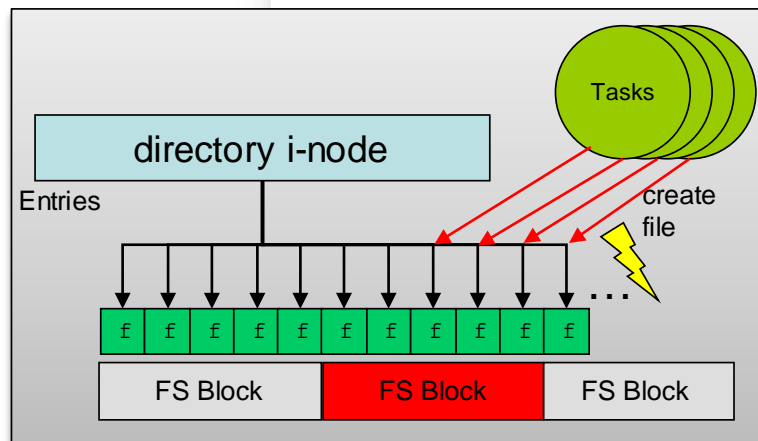 Tasks
directory i-node
Entries
create
file
...
f f f f f f f f f f f
FS Block FS Block FS Block